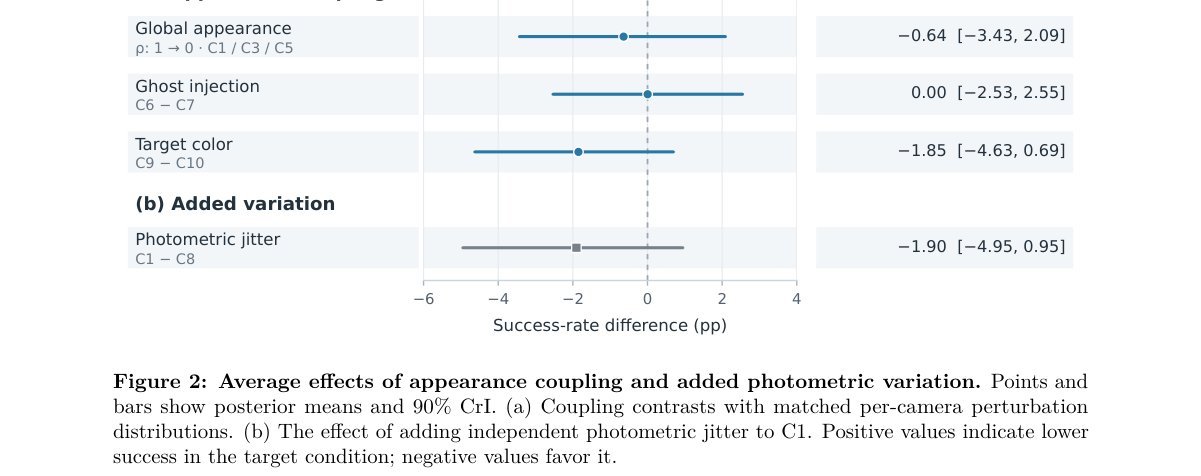 Global appearance
ρ: 1 → 0 · C1 / C3 / C5
−0.64 [−3.43, 2.09]
Ghost injection
C6 − C7
0.00 [−2.53, 2.55]
Target color
C9 − C10
−1.85 [−4.63, 0.69]
(b) Added variation
Photometric jitter
C1 − C8
−1.90 [−4.95, 0.95]
−6 −4 −2 0 2 4
Success-rate difference (pp)
Figure 2: Average effects of appearance coupling and added photometric variation. Points and
bars show posterior means and 90% CrI. (a) Coupling contrasts with matched per-camera perturbation
distributions. (b) The effect of adding independent photometric jitter to C1. Positive values indicate lower
success in the target condition; negative values favor it.